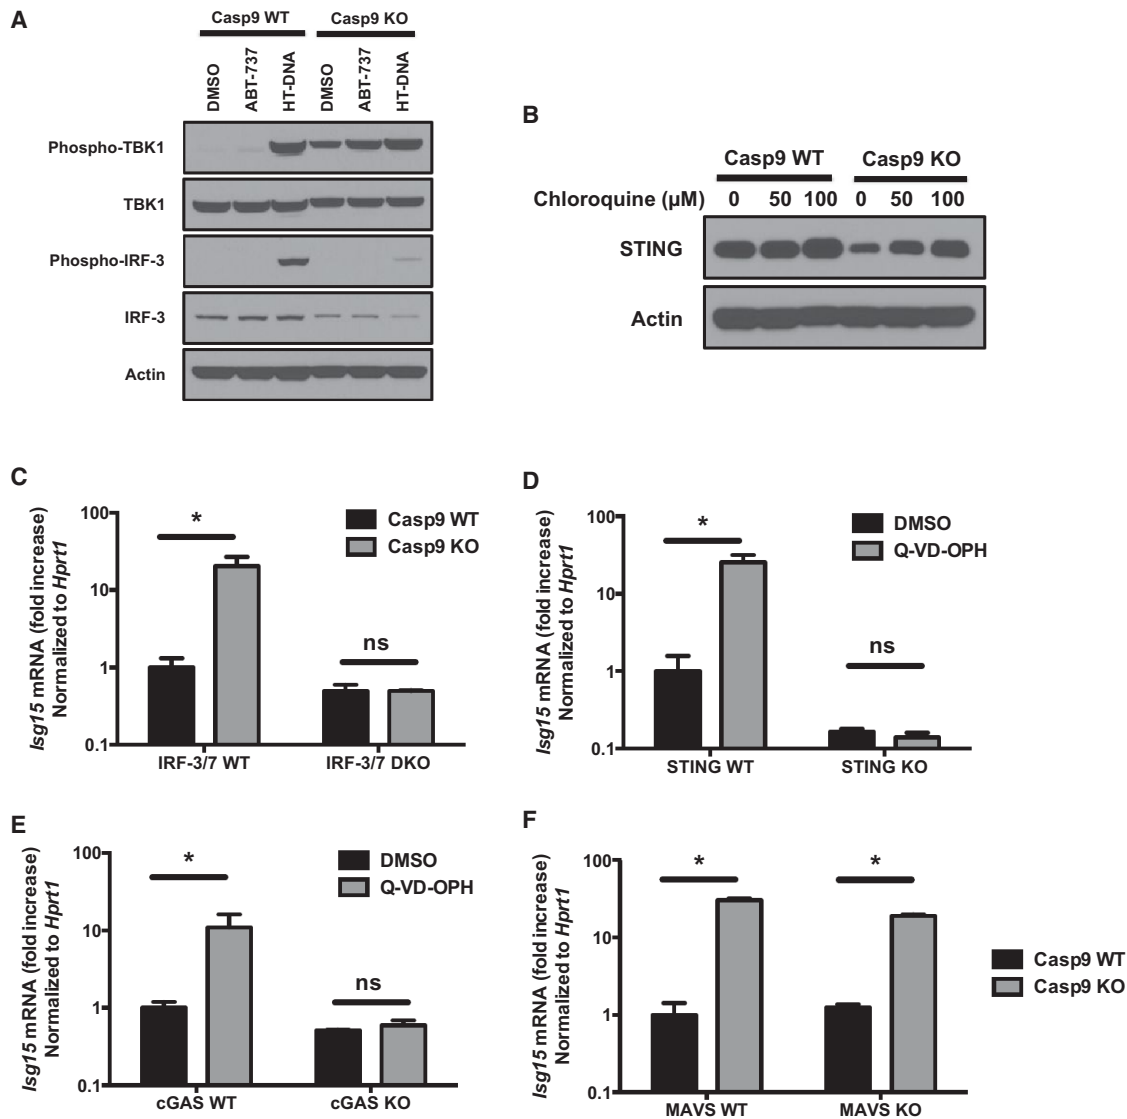 A
Casp9 WT Casp9 KO
DMSO ABT-737 HT-DNA DMSO ABT-737 HT-DNA
Phospho-TBK1
TBK1
Phospho-IRF-3
IRF-3
Actin
B
Casp9 WT Casp9 KO
Chloroquine (μM) 0 50 100 0 50 100
STING
Actin
C
Isg15 mRNA (fold increase)
Normalized to Hprt1
100
10
1
0.1
*
ns
Casp9 WT
Casp9 KO
IRF-3/7 WT IRF-3/7 DKO
D
Isg15 mRNA (fold increase)
Normalized to Hprt1
100
10
1
0.1
*
ns
DMSO
Q-VD-OPH
STING WT STING KO
E
Isg15 mRNA (fold increase)
Normalized to Hprt1
100
10
1
0.1
*
ns
DMSO
Q-VD-OPH
cGAS WT cGAS KO
F
Isg15 mRNA (fold increase)
Normalized to Hprt1
100
10
1
0.1
* *
Casp9 WT
Casp9 KO
MAVS WT MAVS KO